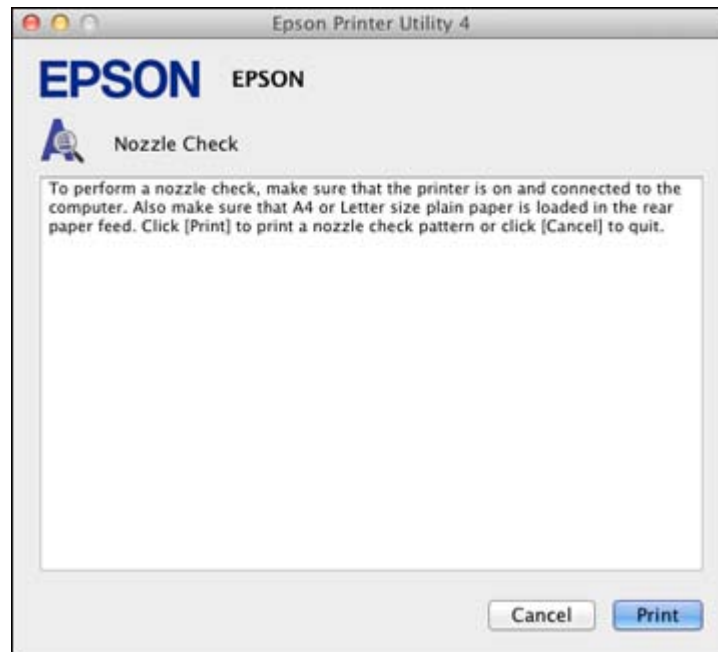 Epson Printer Utility 4
EPSON EPSON
Nozzle Check
To perform a nozzle check, make sure that the printer is on and connected to the
computer. Also make sure that A4 or Letter size plain paper is loaded in the rear
paper feed. Click [Print] to print a nozzle check pattern or click [Cancel] to quit.
Cancel Print